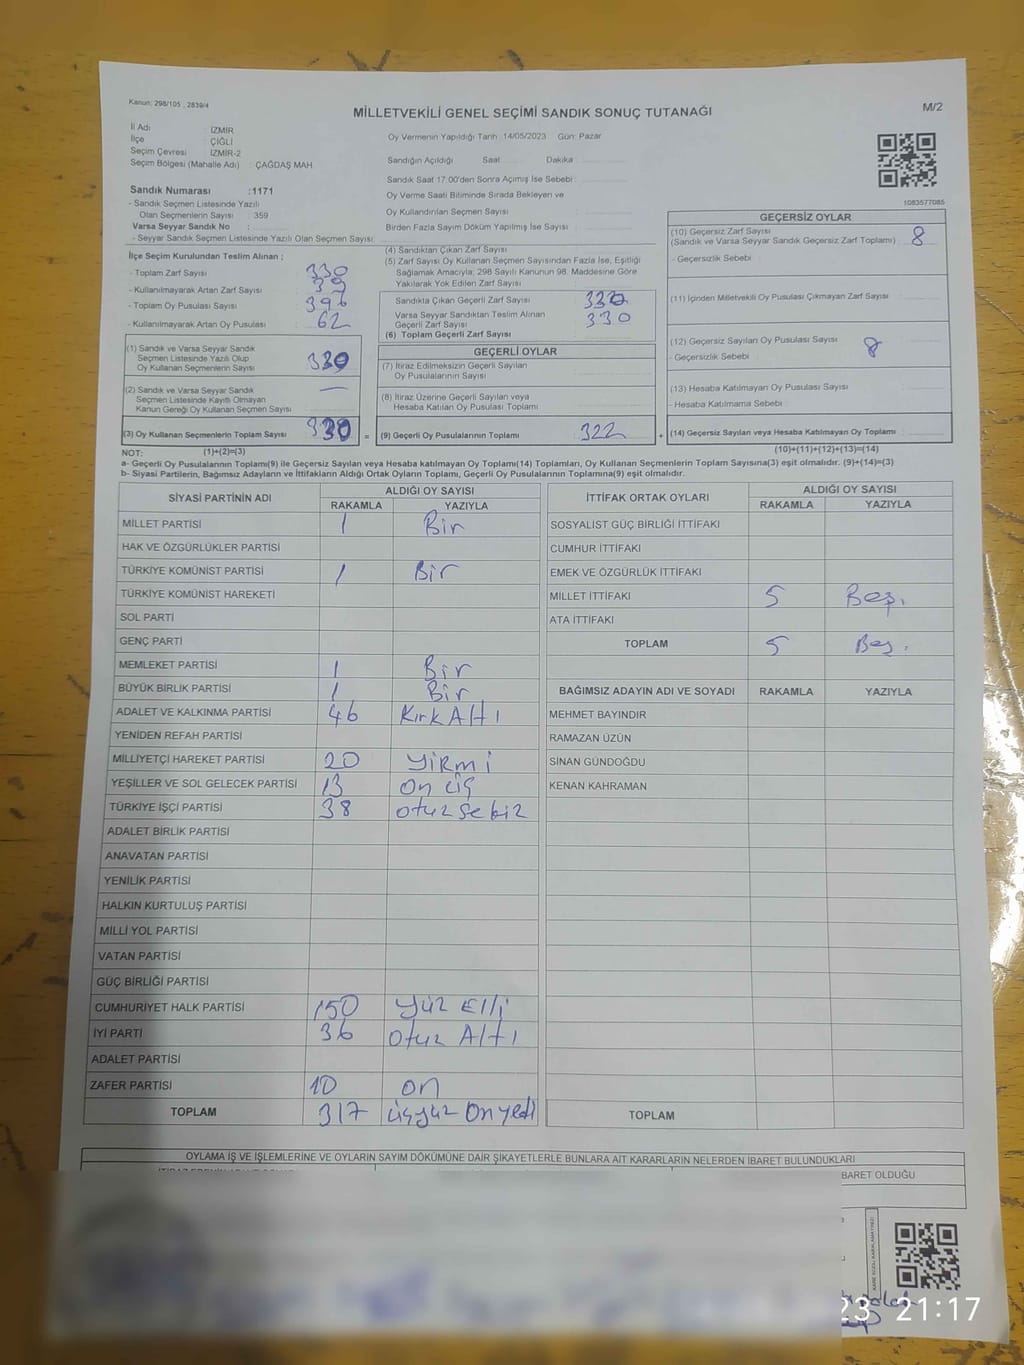 Kanun: 298/105 , 2839/4
MİLLETVEKİLİ GENEL SEÇİMİ SANDIK SONUÇ TUTANAĞI
M/2
İl Adı : İZMİR
İlçe : ÇİĞLİ
Seçim Çevresi : İZMİR-2
Seçim Bölgesi (Mahalle Adı) : ÇAĞDAŞ MAH.
Sandık Numarası :1171
- Sandık Seçmen Listesinde Yazılı
Olan Seçmenlerin Sayısı : 359
Varsa Seyyar Sandık No :
- Seyyar Sandık Seçmen Listesinde Yazılı Olan Seçmen Sayısı:
Oy Vermenin Yapıldığı Tarih :14/05/2023 Gün: Pazar
Sandığın Açıldığı Saat Dakika
Sandık Saat 17.00'den Sonra Açılmış İse Sebebi :
Oy Verme Saati Bitiminde Sırada Bekleyen ve
Oy Kullandırılan Seçmen Sayısı :
Birden Fazla Sayım Döküm Yapılmış İse Sayısı :
1083577085
İlçe Seçim Kurulundan Teslim Alınan ;
- Toplam Zarf Sayısı 330
- Kullanılmayarak Artan Zarf Sayısı 39
- Toplam Oy Pusulası Sayısı
- Kullanılmayarak Artan Oy Pusulası 62
(1) Sandık ve Varsa Seyyar Sandık
Seçmen Listesinde Yazılı Olup
Oy Kullanan Seçmenlerin Sayısı 330
(2) Sandık ve Varsa Seyyar Sandık
Seçmen Listesinde Kayıtlı Olmayan
Kanun Gereği Oy Kullanan Seçmen Sayısı —
(3) Oy Kullanan Seçmenlerin Toplam Sayısı 330 =
(4) Sandıktan Çıkan Zarf Sayısı
(5) Zarf Sayısı Oy Kullanan Seçmen Sayısından Fazla İse, Eşitliği
Sağlamak Amacıyla; 298 Sayılı Kanunun 98. Maddesine Göre
Yakılarak Yok Edilen Zarf Sayısı
Sandıkta Çıkan Geçerli Zarf Sayısı
Varsa Seyyar Sandıktan Teslim Alınan
Geçerli Zarf Sayısı 330
(6) Toplam Geçerli Zarf Sayısı
GEÇERLİ OYLAR
(7) İtiraz Edilmeksizin Geçerli Sayılan
Oy Pusulalarının Sayısı
(8) İtiraz Üzerine Geçerli Sayılan veya
Hesaba Katılan Oy Pusulası Toplamı
(9) Geçerli Oy Pusulalarının Toplamı 322 +
GEÇERSİZ OYLAR
(10) Geçersiz Zarf Sayısı 8
(Sandık ve Varsa Seyyar Sandık Geçersiz Zarf Toplamı)
- Geçersizlik Sebebi :
(11) İçinden Milletvekili Oy Pusulası Çıkmayan Zarf Sayısı
(12) Geçersiz Sayılan Oy Pusulası Sayısı 8
- Geçersizlik Sebebi :
(13) Hesaba Katılmayan Oy Pusulası Sayısı
- Hesaba Katılmama Sebebi :
(14) Geçersiz Sayılan veya Hesaba Katılmayan Oy Toplamı
NOT: (1)+(2)=(3) (10)+(11)+(12)+(13)=(14)
a- Geçerli Oy Pusulalarının Toplamı(9) ile Geçersiz Sayılan veya Hesaba katılmayan Oy Toplamı(14) Toplamları, Oy Kullanan Seçmenlerin Toplam Sayısına(3) eşit olmalıdır. (9)+(14)=(3)
b- Siyasi Partilerin, Bağımsız Adayların ve İttifakların Aldığı Ortak Oyların Toplamı, Geçerli Oy Pusulalarının Toplamına(9) eşit olmalıdır.
SİYASİ PARTİNİN ADI ALDIĞI OY SAYISI
RAKAMLA YAZIYLA
MİLLET PARTİSİ 1 Bir
HAK VE ÖZGÜRLÜKLER PARTİSİ
TÜRKİYE KOMÜNİST PARTİSİ 1 Bir
TÜRKİYE KOMÜNİST HAREKETİ
SOL PARTİ
GENÇ PARTİ
MEMLEKET PARTİSİ 1 Bir
BÜYÜK BİRLİK PARTİSİ 1 Bir
ADALET VE KALKINMA PARTİSİ 46 Kırk Altı
YENİDEN REFAH PARTİSİ
MİLLİYETÇİ HAREKET PARTİSİ 20 Yirmi
YEŞİLLER VE SOL GELECEK PARTİSİ 13 on üç
TÜRKİYE İŞÇİ PARTİSİ 38 otuz sekiz
ADALET BİRLİK PARTİSİ
ANAVATAN PARTİSİ
YENİLİK PARTİSİ
HALKIN KURTULUŞ PARTİSİ
MİLLİ YOL PARTİSİ
VATAN PARTİSİ
GÜÇ BİRLİĞİ PARTİSİ
CUMHURİYET HALK PARTİSİ 150 Yüz Elli
İYİ PARTİ 36 Otuz Altı
ADALET PARTİSİ
ZAFER PARTİSİ 10 on
TOPLAM 317 üçyüz Onyedi
İTTİFAK ORTAK OYLARI ALDIĞI OY SAYISI
RAKAMLA YAZIYLA
SOSYALİST GÜÇ BİRLİĞİ İTTİFAKI
CUMHUR İTTİFAKI
EMEK VE ÖZGÜRLÜK İTTİFAKI
MİLLET İTTİFAKI 5 Beş.
ATA İTTİFAKI
TOPLAM 5 Beş.
BAĞIMSIZ ADAYIN ADI VE SOYADI RAKAMLA YAZIYLA
MEHMET BAYINDIR
RAMAZAN ÜZÜN
SİNAN GÜNDOĞDU
KENAN KAHRAMAN
TOPLAM
OYLAMA İŞ VE İŞLEMLERİNE VE OYLARIN SAYIM DÖKÜMÜNE DAİR ŞİKAYETLERLE BUNLARA AİT KARARLARIN NELERDEN İBARET BULUNDUKLARI
BARET OLDUĞU
23 21:17